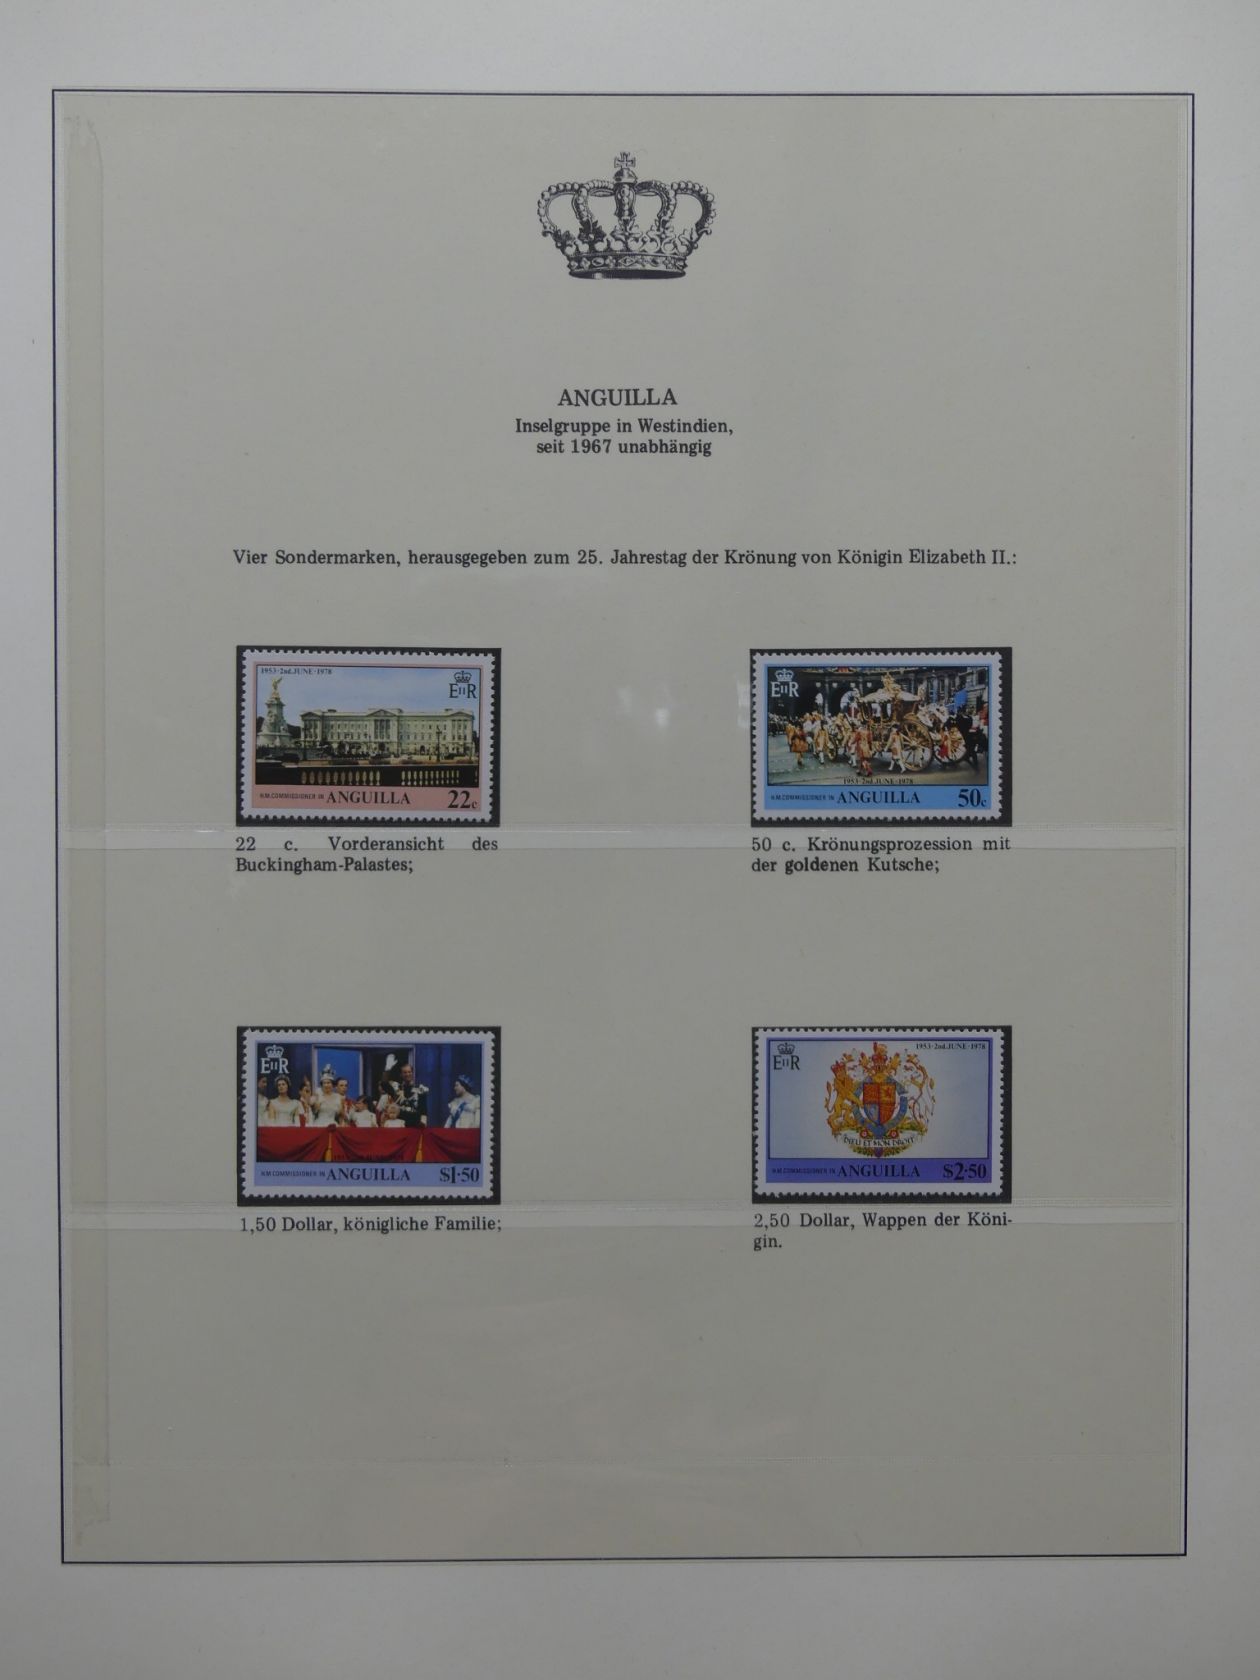 ANGUILLA
Inselgruppe in Westindien,
seit 1967 unabhängig
Vier Sondermarken, herausgegeben zum 25. Jahrestag der Krönung von Königin Elizabeth II.:
1953·2nd.JUNE·1978
EIIR
H.M.COMMISSIONER IN ANGUILLA 22c
22 c. Vorderansicht des
Buckingham-Palastes;
EIIR
1953·2nd.JUNE·1978
H.M.COMMISSIONER IN ANGUILLA 50c
50 c. Krönungsprozession mit
der goldenen Kutsche;
EIIR
H.M.COMMISSIONER IN ANGUILLA $1·50
1,50 Dollar, königliche Familie;
1953·2nd.JUNE·1978
EIIR
DIEU ET MON DROIT
H.M.COMMISSIONER IN ANGUILLA $2·50
2,50 Dollar, Wappen der Köni-
gin.